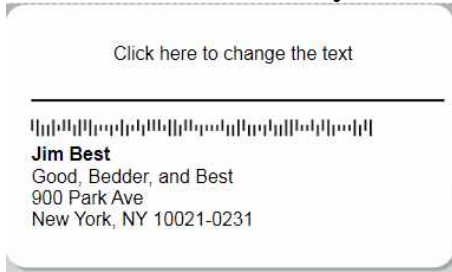 Click here to change the text
Jim Best
Good, Bedder, and Best
900 Park Ave
New York, NY 10021-0231